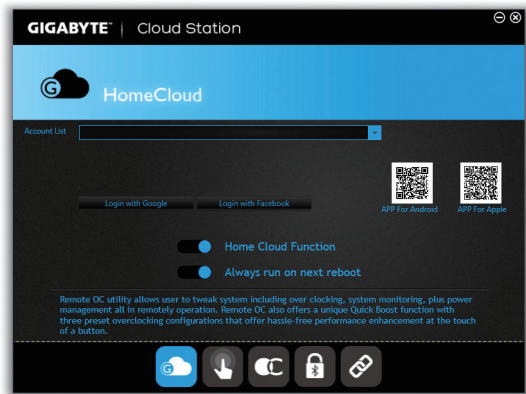 GIGABYTE™ | Cloud Station
G HomeCloud
Account List
Login with Google Login with Facebook
APP For Android APP For Apple
Home Cloud Function
Always run on next reboot
Remote OC utility allows user to tweak system including over clocking, system monitoring, plus power
management all in remotely operation. Remote OC also offers a unique Quick Boost function with
three preset overclocking configurations that offer hassle-free performance enhancement at the touch
of a button.
G